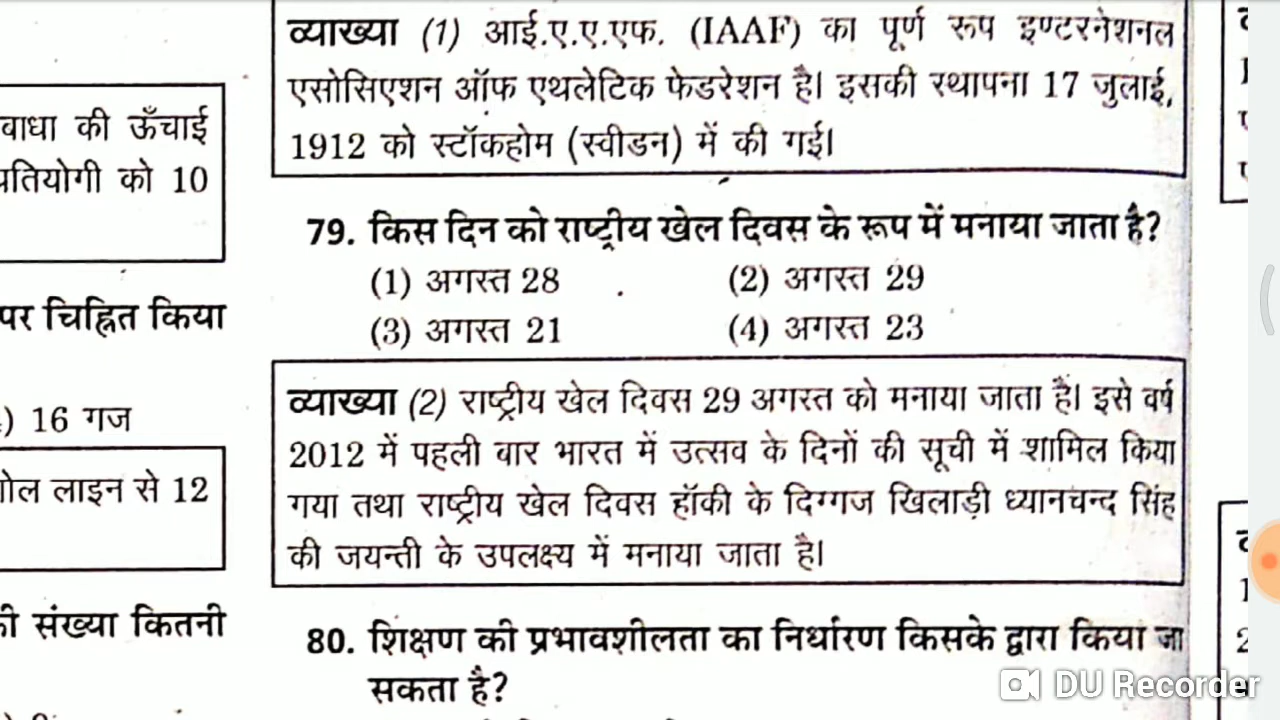 व्याख्या (1) आई.ए.ए.एफ. (IAAF) का पूर्ण रूप इण्टरनेशनल
एसोसिएशन ऑफ एथलेटिक फेडरेशन है। इसकी स्थापना 17 जुलाई,
1912 को स्टॉकहोम (स्वीडन) में की गई।
79. किस दिन को राष्ट्रीय खेल दिवस के रूप में मनाया जाता है?
(1) अगस्त 28 (2) अगस्त 29
(3) अगस्त 21 (4) अगस्त 23
व्याख्या (2) राष्ट्रीय खेल दिवस 29 अगस्त को मनाया जाता है। इसे वर्ष
2012 में पहली बार भारत में उत्सव के दिनों की सूची में शामिल किया
गया तथा राष्ट्रीय खेल दिवस हॉकी के दिग्गज खिलाड़ी ध्यानचन्द सिंह
की जयन्ती के उपलक्ष्य में मनाया जाता है।
80. शिक्षण की प्रभावशीलता का निर्धारण किसके द्वारा किया जा
सकता है?
बाधा की ऊँचाई
को 10
पर चिह्नित किया
16 गज
लाइन से 12
संख्या कितनी
DU Recorder